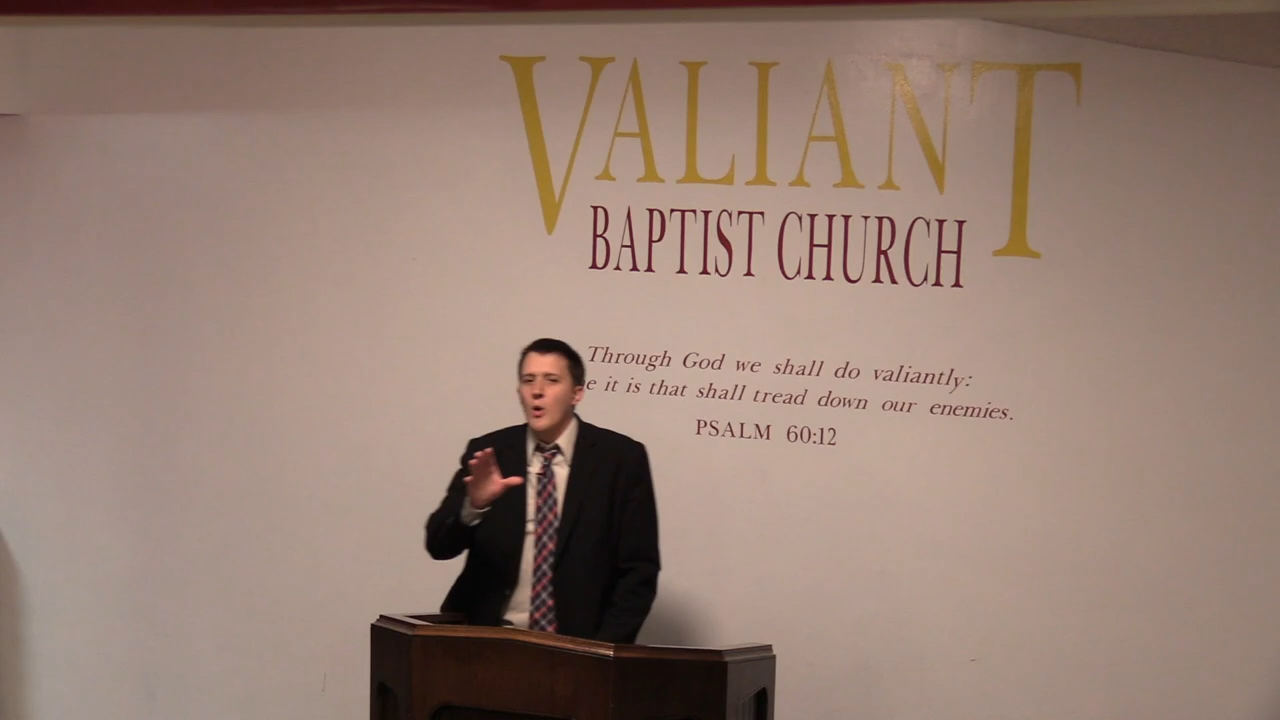 VALIANT
BAPTIST CHURCH
Through God we shall do valiantly:
e it is that shall tread down our enemies.
PSALM 60:12